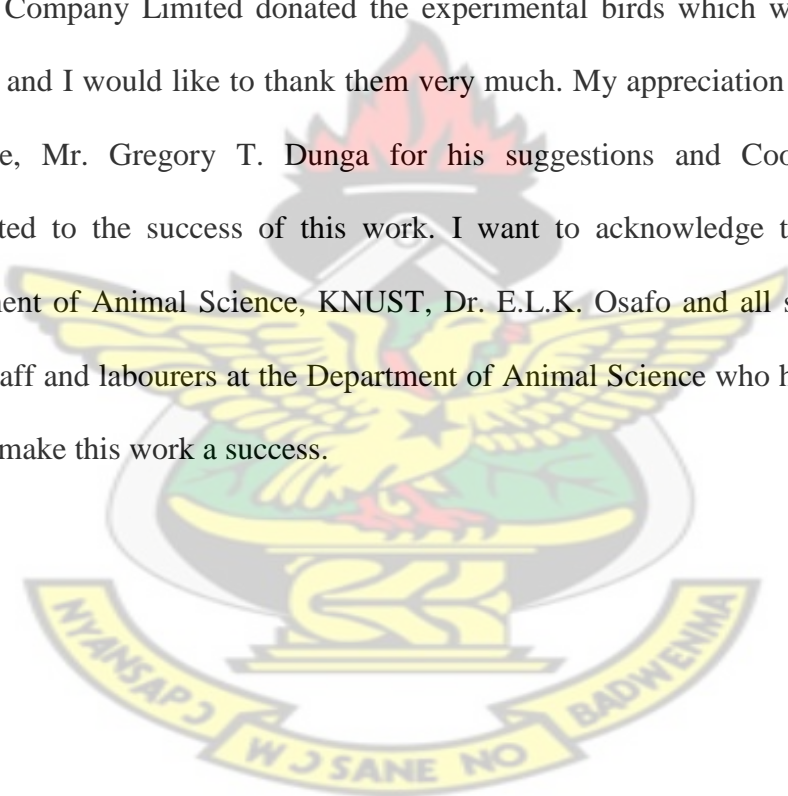 Company Limited donated the experimental birds which w
and I would like to thank them very much. My appreciation
e, Mr. Gregory T. Dunga for his suggestions and Coo
ted to the success of this work. I want to acknowledge t
ment of Animal Science, KNUST, Dr. E.L.K. Osafo and all s
aff and labourers at the Department of Animal Science who h
make this work a success.
NYANSAPƆ WƆSANE NO BADWENMA